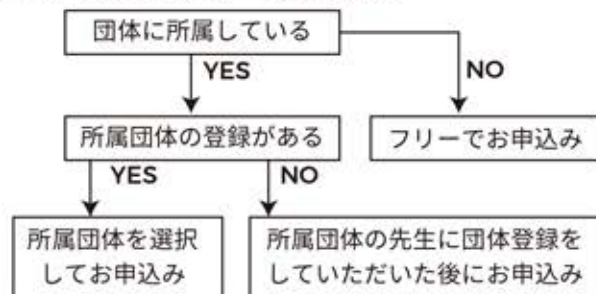 団体に所属している
YES
NO
所属団体の登録がある
フリーでお申込み
YES
NO
所属団体を選択
してお申込み
所属団体の先生に団体登録を
していただいた後にお申込み